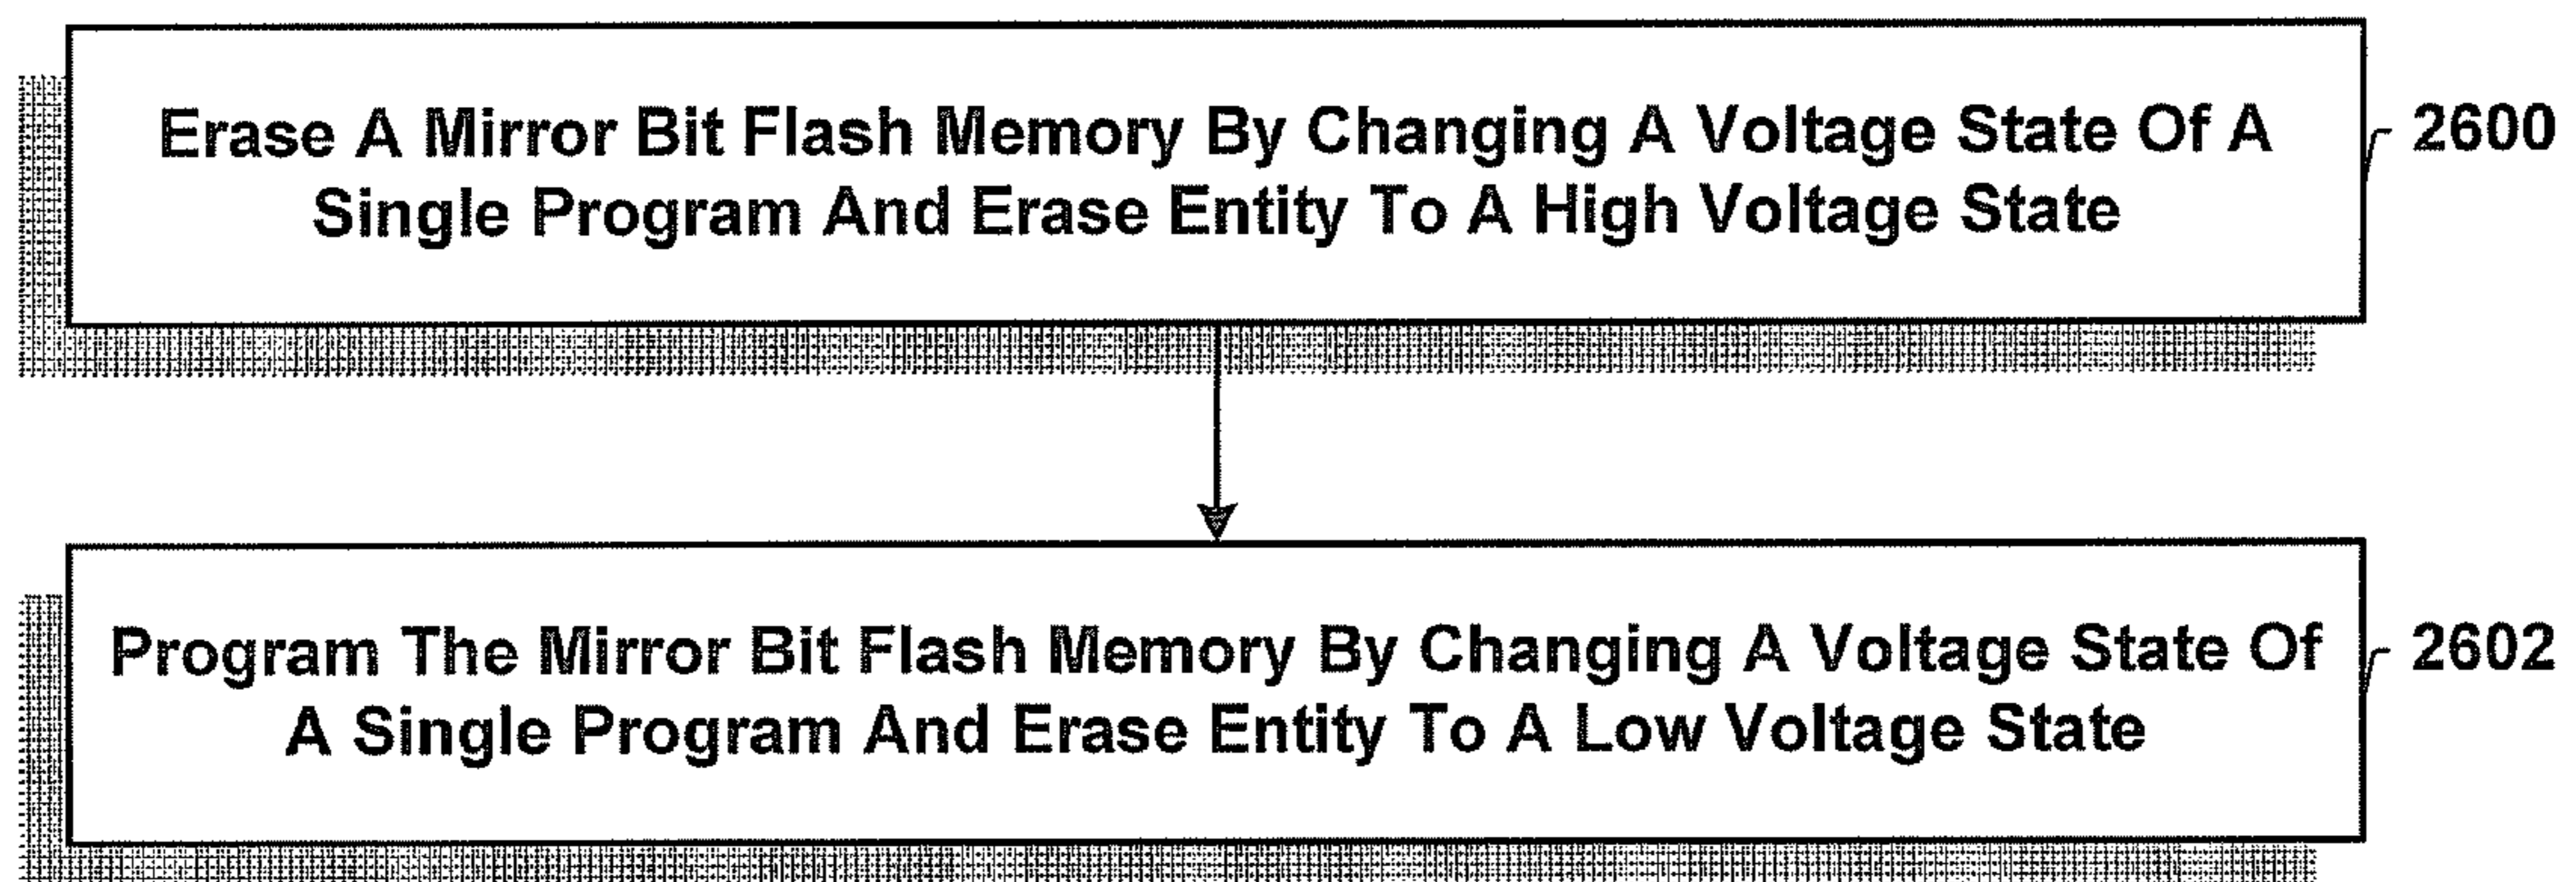 Erase A Mirror Bit Flash Memory By Changing A Voltage State Of A
Single Program And Erase Entity To A High Voltage State
2600
Program The Mirror Bit Flash Memory By Changing A Voltage State Of
A Single Program And Erase Entity To A Low Voltage State
2602